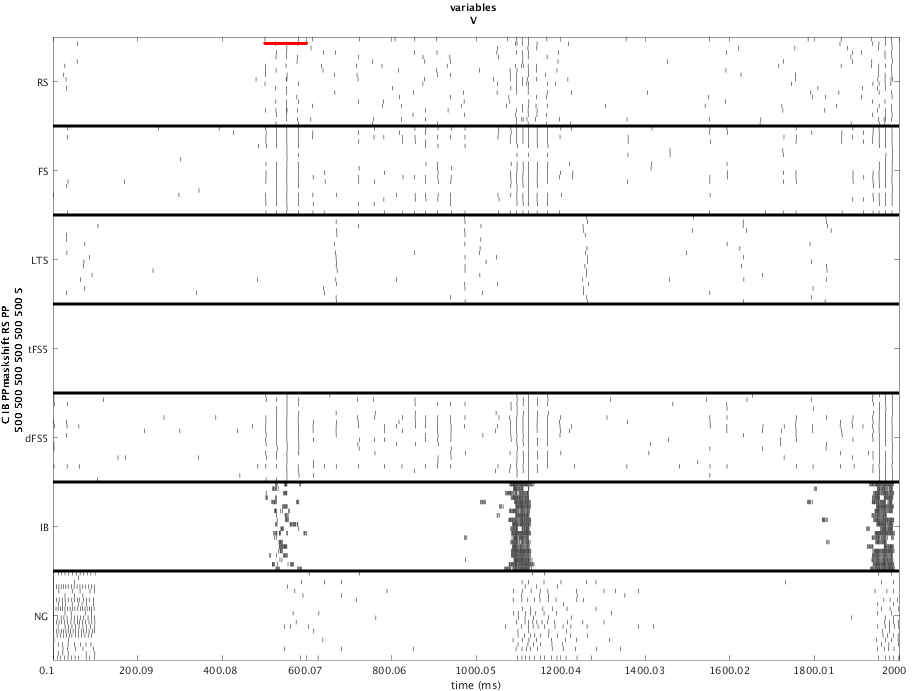 variables
V
RS
FS
LTS
tFS5
dFS5
IB
NG
C IB PPmaskshift RS PP
500 500 500 500 500 500 5
0.1 200.09 400.08 600.07 800.06 1000.05 1200.04 1400.03 1600.02 1800.01 2000
time (ms)